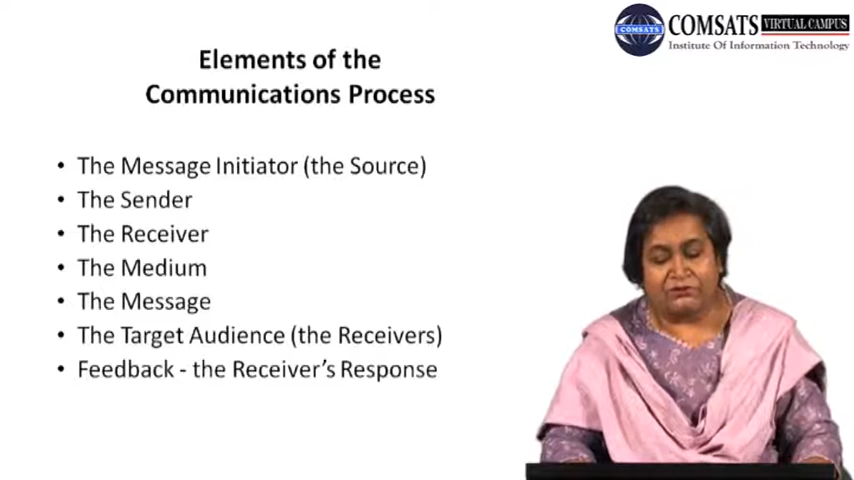 COMSATS
COMSATS VIRTUAL CAMPUS
Institute Of Information Technology
Elements of the
Communications Process
• The Message Initiator (the Source)
• The Sender
• The Receiver
• The Medium
• The Message
• The Target Audience (the Receivers)
• Feedback - the Receiver's Response